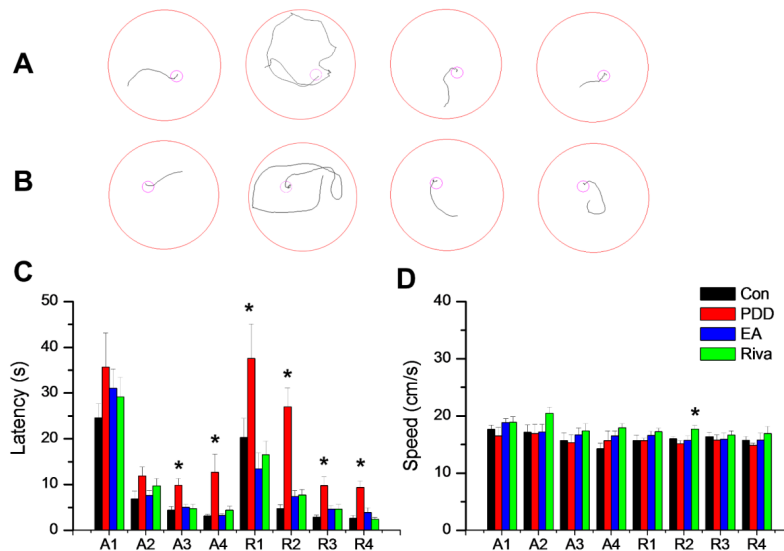 A
B
C
Latency (s)
50
40
30
20
10
0
*
*
*
*
*
*
A1 A2 A3 A4 R1 R2 R3 R4
D
Speed (cm/s)
40
30
20
10
0
*
Con
PDD
EA
Riva
A1 A2 A3 A4 R1 R2 R3 R4